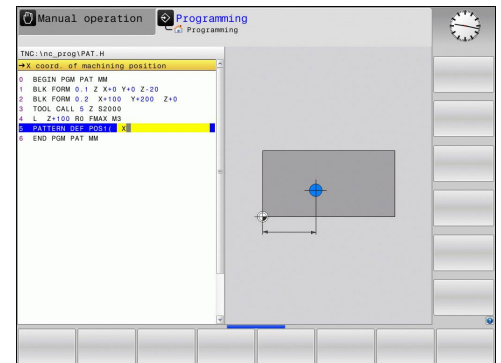 Manual operation
Programming
Programming
TNC:\nc_prog\PAT.H
→X coord. of machining position
0 BEGIN PGM PAT MM
1 BLK FORM 0.1 Z X+0 Y+0 Z-20
2 BLK FORM 0.2 X+100 Y+200 Z+0
3 TOOL CALL 5 Z S2000
4 L Z+100 R0 FMAX M3
5 PATTERN DEF POS1( X
6 END PGM PAT MM